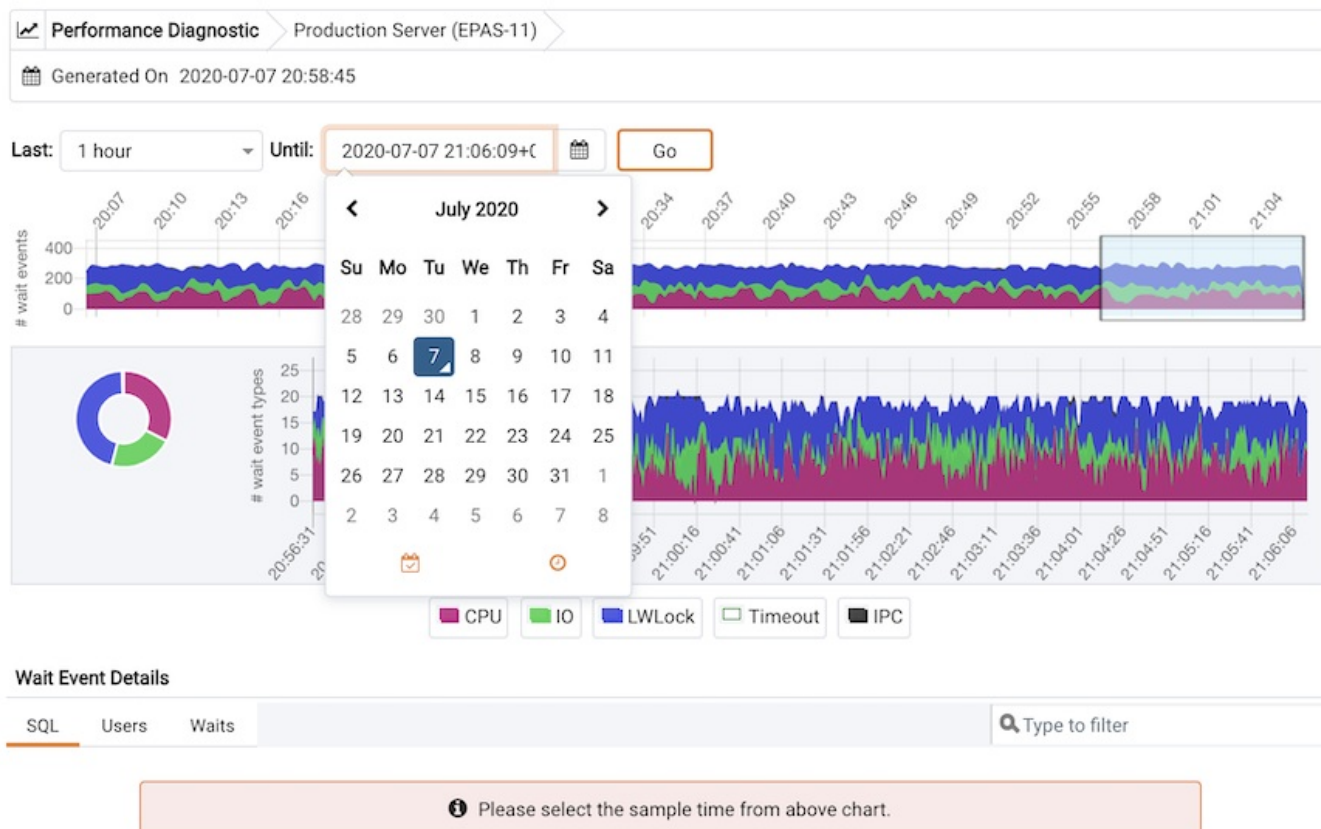 Performance Diagnostic Production Server (EPAS-11)
Generated On 2020-07-07 20:58:45
Last: 1 hour Until: 2020-07-07 21:06:09+0 Go
20:07 20:10 20:13 20:16 20:34 20:37 20:40 20:43 20:46 20:49 20:52 20:55 20:58 21:01 21:04
# wait events
400
200
0
July 2020
Su Mo Tu We Th Fr Sa
28 29 30 1 2 3 4
5 6 7 8 9 10 11
12 13 14 15 16 17 18
19 20 21 22 23 24 25
26 27 28 29 30 31 1
2 3 4 5 6 7 8
# wait event types
25
20
15
10
5
0
20:56:31 21:00:16 21:00:41 21:01:06 21:01:31 21:01:56 21:02:21 21:02:46 21:03:11 21:03:36 21:04:01 21:04:26 21:04:51 21:05:16 21:05:41 21:06:06
CPU IO LWLock Timeout IPC
Wait Event Details
SQL Users Waits Type to filter
Please select the sample time from above chart.